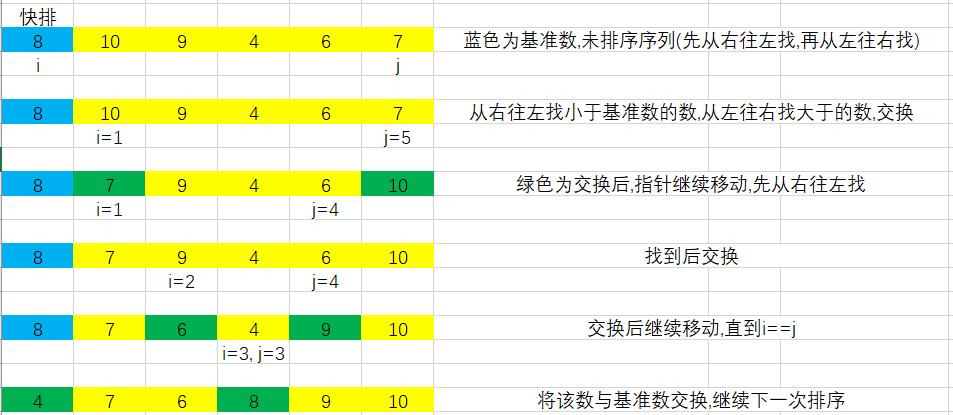 快排
8 10 9 4 6 7 蓝色为基准数,未排序序列(先从右往左找,再从左往右找)
i j
8 10 9 4 6 7 从右往左找小于基准数的数,从左往右找大于的数,交换
i=1 j=5
8 7 9 4 6 10 绿色为交换后,指针继续移动,先从右往左找
i=1 j=4
8 7 9 4 6 10 找到后交换
i=2 j=4
8 7 6 4 9 10 交换后继续移动,直到i==j
i=3, j=3
4 7 6 8 9 10 将该数与基准数交换,继续下一次排序